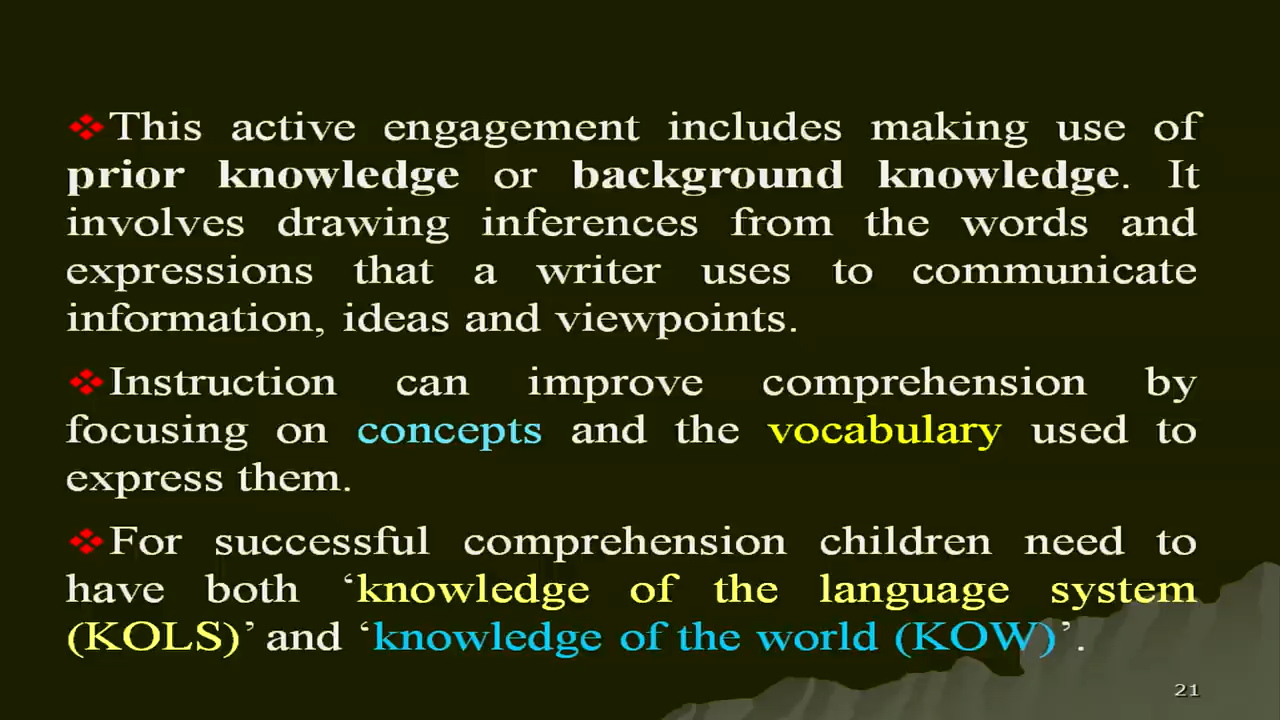 ❖This active engagement includes making use of
prior knowledge or background knowledge. It
involves drawing inferences from the words and
expressions that a writer uses to communicate
information, ideas and viewpoints.
❖Instruction can improve comprehension by
focusing on concepts and the vocabulary used to
express them.
❖For successful comprehension children need to
have both ‘knowledge of the language system
(KOLS)’ and ‘knowledge of the world (KOW)’.
21